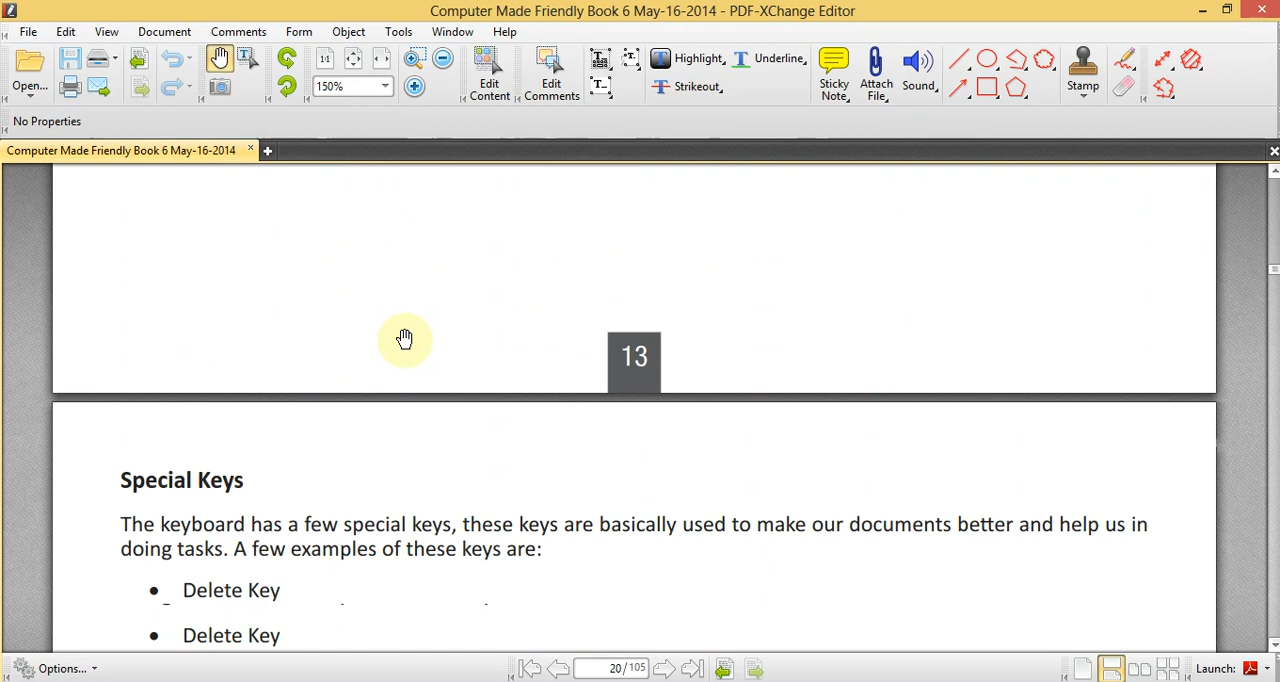 Computer Made Friendly Book 6 May-16-2014 - PDF-XChange Editor
File Edit View Document Comments Form Object Tools Window Help
Open...
150%
Edit Content
Edit Comments
Highlight
Underline
Strikeout
Sticky Note
Attach File
Sound
Stamp
No Properties
Computer Made Friendly Book 6 May-16-2014
13
Special Keys
The keyboard has a few special keys, these keys are basically used to make our documents better and help us in
doing tasks. A few examples of these keys are:
• Delete Key
• Delete Key
Options...
20/105
Launch: